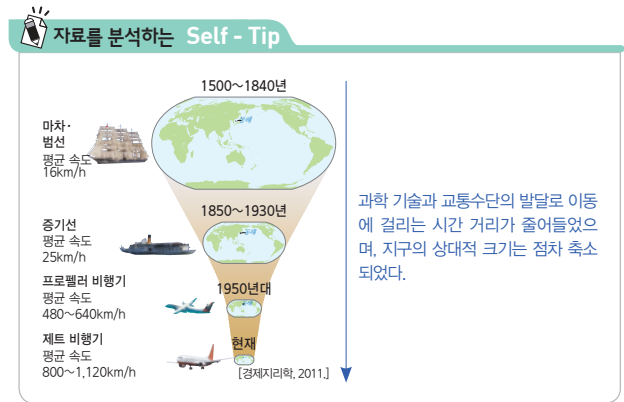 자료를 분석하는 Self - Tip
1500～1840년
마차·
범선
평균 속도
16km/h
1850～1930년
증기선
평균 속도
25km/h
프로펠러 비행기
평균 속도
480～640km/h
1950년대
제트 비행기
평균 속도
800～1,120km/h
현재
[경제지리학, 2011.]
과학 기술과 교통수단의 발달로 이동
에 걸리는 시간 거리가 줄어들었으
며, 지구의 상대적 크기는 점차 축소
되었다.